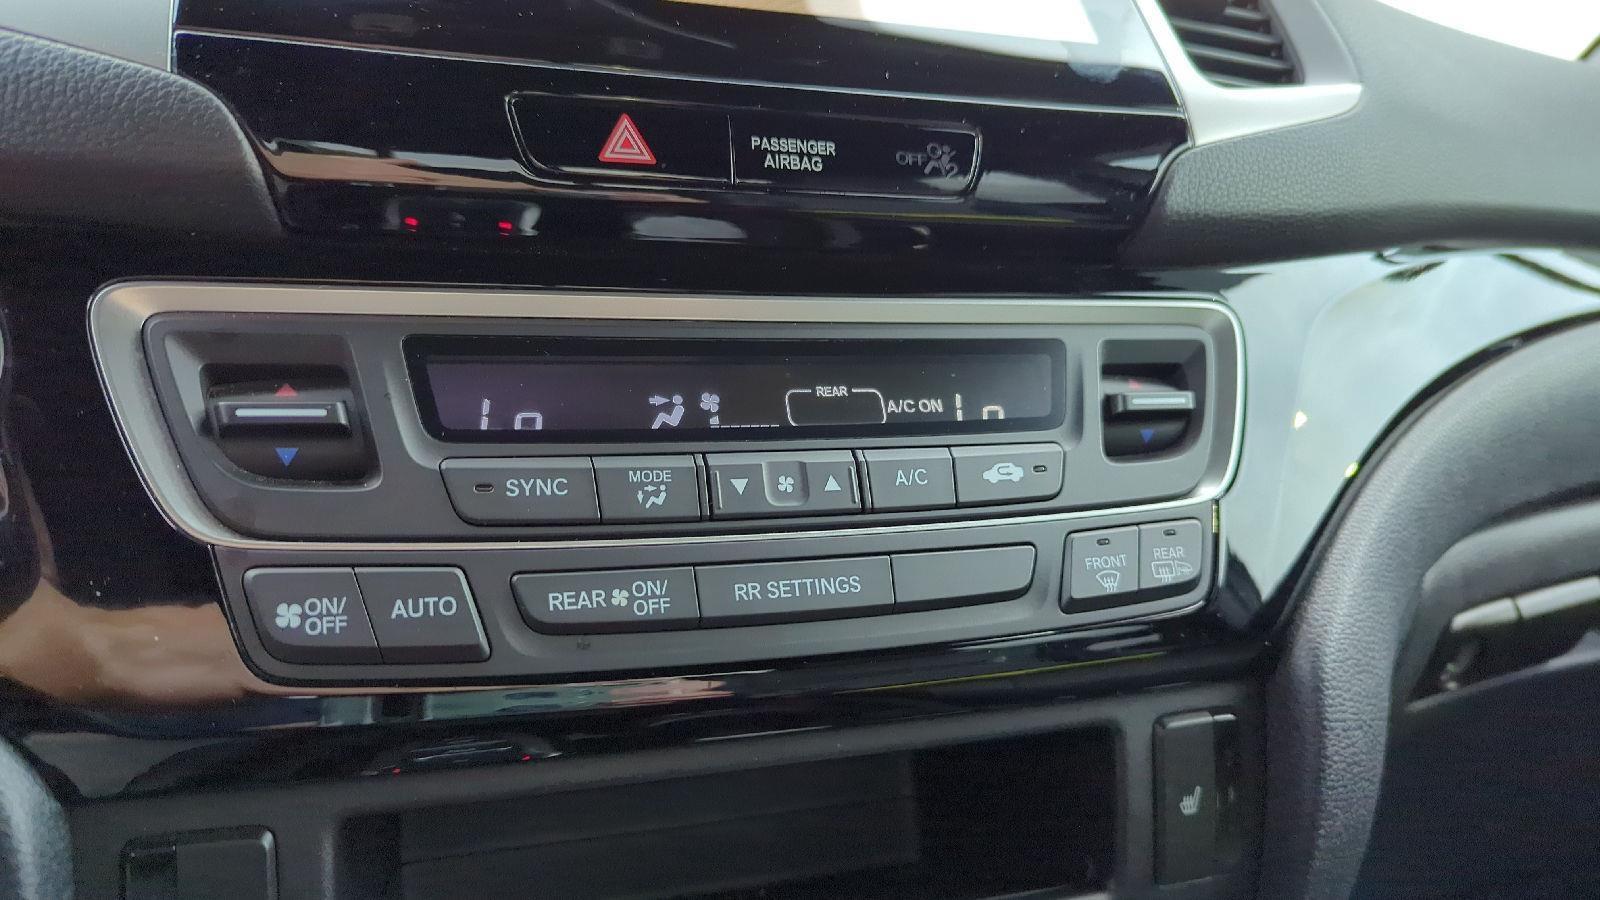 PASSENGER
AIRBAG
OFF
2
Lo
REAR
A/C ON
Lo
SYNC
MODE
A/C
ON/
OFF
AUTO
REAR
ON/
OFF
RR SETTINGS
FRONT
REAR